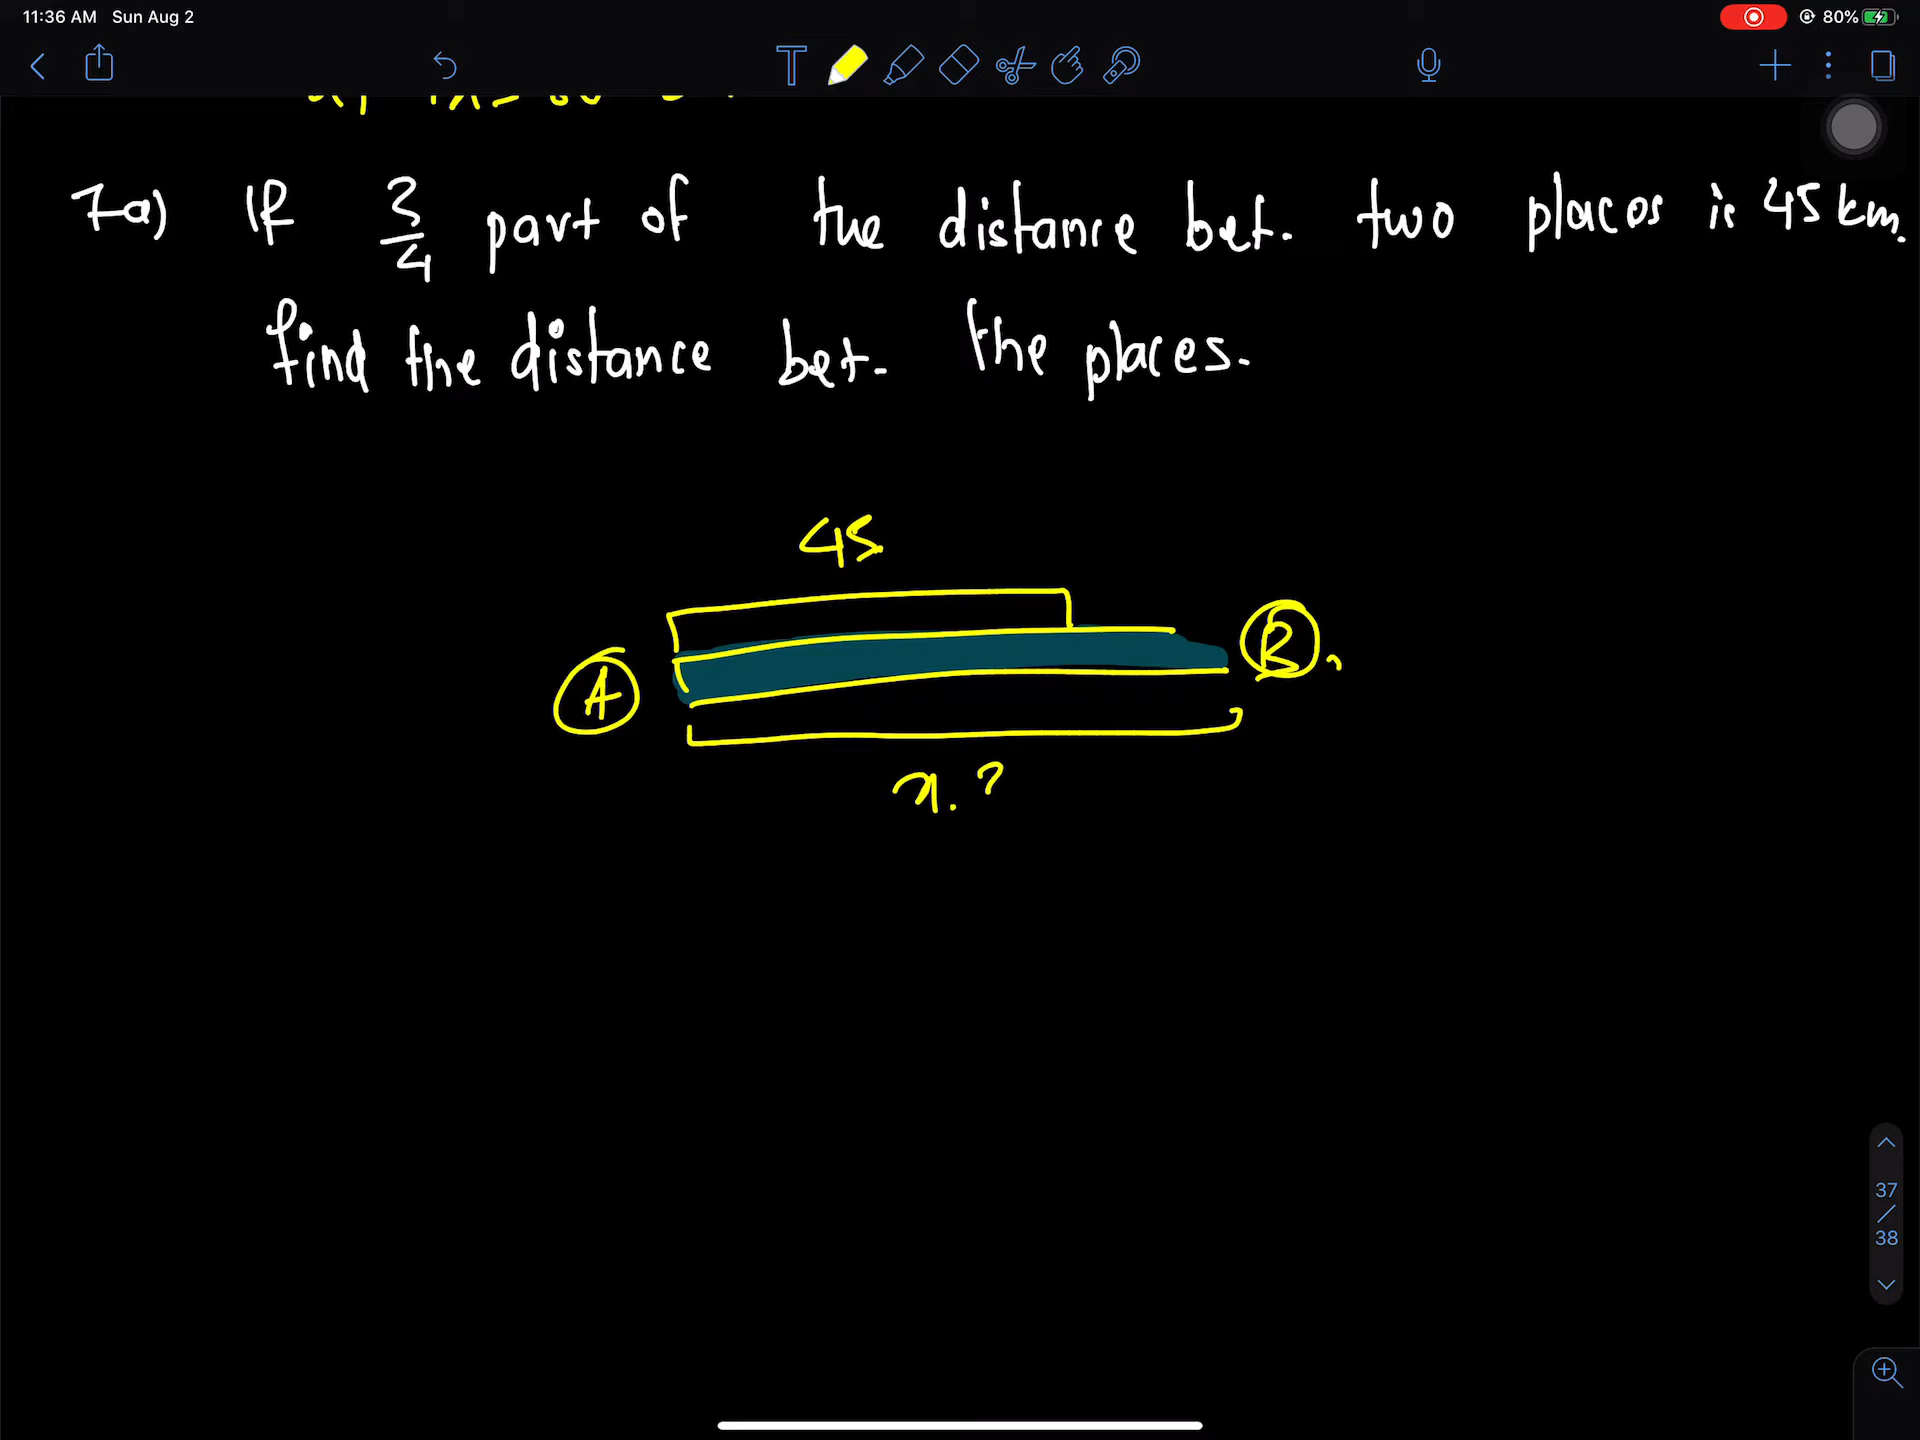 11:36 AM Sun Aug 2
80%
7a) If 3/4 part of the distance bet. two places is 45 km.
find the distance bet. the places.
45
A
B,
x. ?
37
/
38